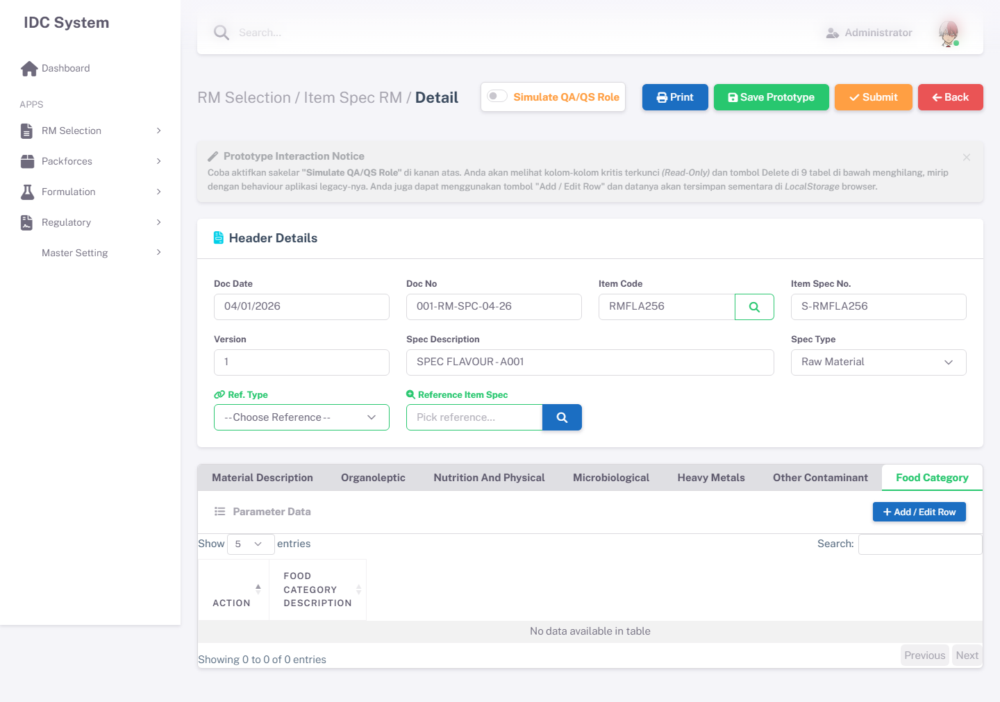 IDC System
Search...
Administrator
Dashboard
APPS
RM Selection
Packforces
Formulation
Regulatory
Master Setting
RM Selection / Item Spec RM / Detail
Simulate QA/QS Role
Print
Save Prototype
Submit
Back
Prototype Interaction Notice
Coba aktifkan sakelar "Simulate QA/QS Role" di kanan atas. Anda akan melihat kolom-kolom kritis terkunci (Read-Only) dan tombol Delete di 9 tabel di bawah menghilang, mirip
dengan behaviour aplikasi legacy-nya. Anda juga dapat menggunakan tombol "Add / Edit Row" dan datanya akan tersimpan sementara di LocalStorage browser.
Header Details
Doc Date
Doc No
Item Code
Item Spec No.
04/01/2026
001-RM-SPC-04-26
RMFLA256
S-RMFLA256
Version
Spec Description
Spec Type
1
SPEC FLAVOUR - A001
Raw Material
Ref. Type
Reference Item Spec
-- Choose Reference --
Pick reference...
Material Description
Organoleptic
Nutrition And Physical
Microbiological
Heavy Metals
Other Contaminant
Food Category
Parameter Data
Add / Edit Row
Show 5 entries
Search:
ACTION
FOOD
CATEGORY
DESCRIPTION
No data available in table
Showing 0 to 0 of 0 entries
Previous
Next